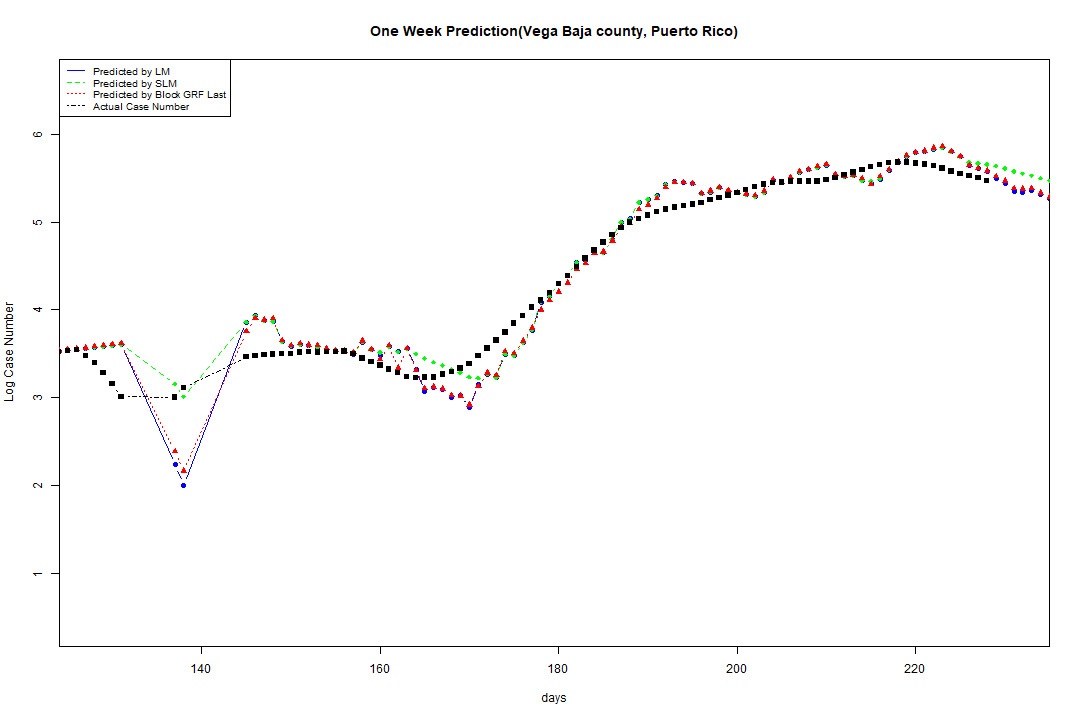 One Week Prediction(Vega Baja county, Puerto Rico)
Predicted by LM
Predicted by SLM
Predicted by Block GRF Last
Actual Case Number
6
5
4
3
2
1
Log Case Number
140 160 180 200 220
days